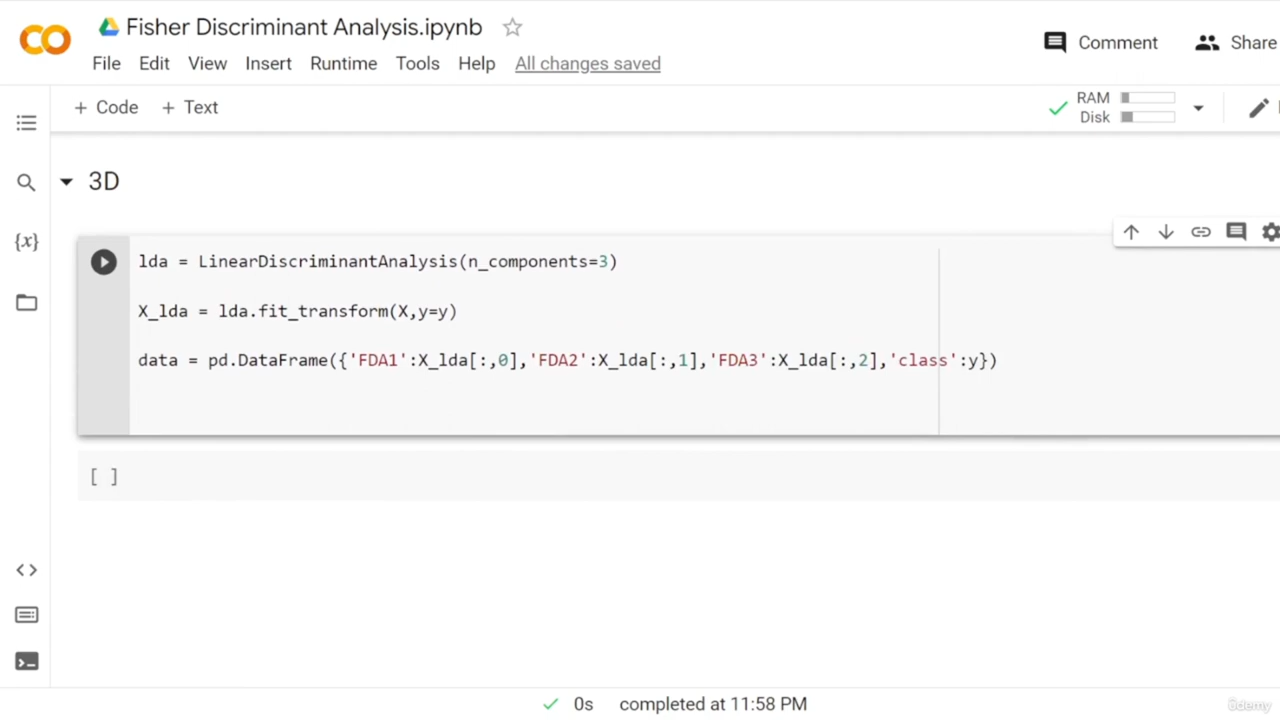 Fisher Discriminant Analysis.ipynb
Comment
Share
File Edit View Insert Runtime Tools Help All changes saved
+ Code + Text
RAM
Disk
3D
{x}
lda = LinearDiscriminantAnalysis(n_components=3)
X_lda = lda.fit_transform(X,y=y)
data = pd.DataFrame({'FDA1':X_lda[:,0],'FDA2':X_lda[:,1],'FDA3':X_lda[:,2],'class':y})
[ ]
0s completed at 11:58 PM
ûdemy